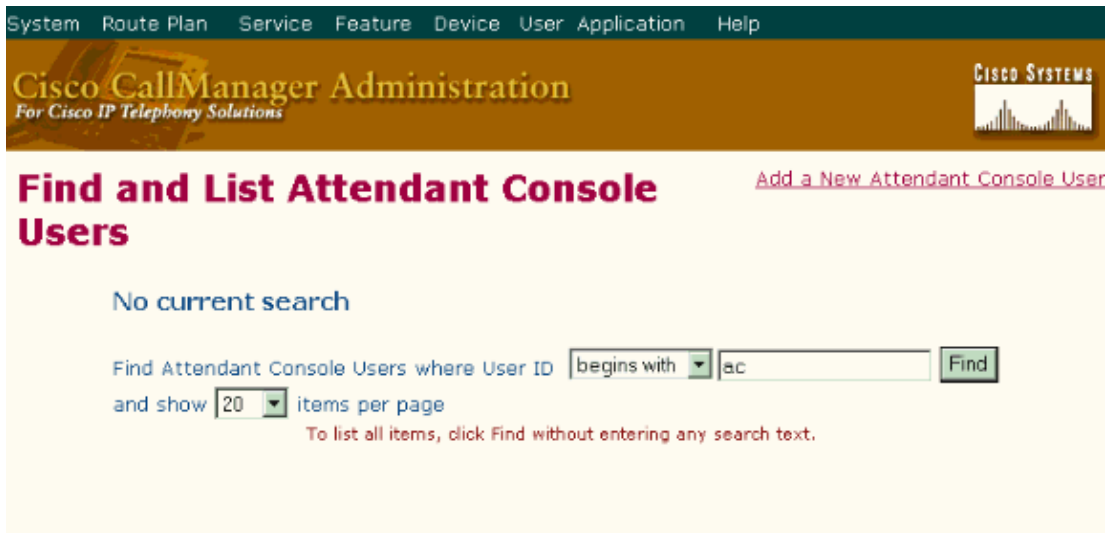 System Route Plan Service Feature Device User Application Help
Cisco CallManager Administration
For Cisco IP Telephony Solutions
CISCO SYSTEMS
Find and List Attendant Console
Users
Add a New Attendant Console User
No current search
Find Attendant Console Users where User ID begins with ac Find
and show 20 items per page
To list all items, click Find without entering any search text.